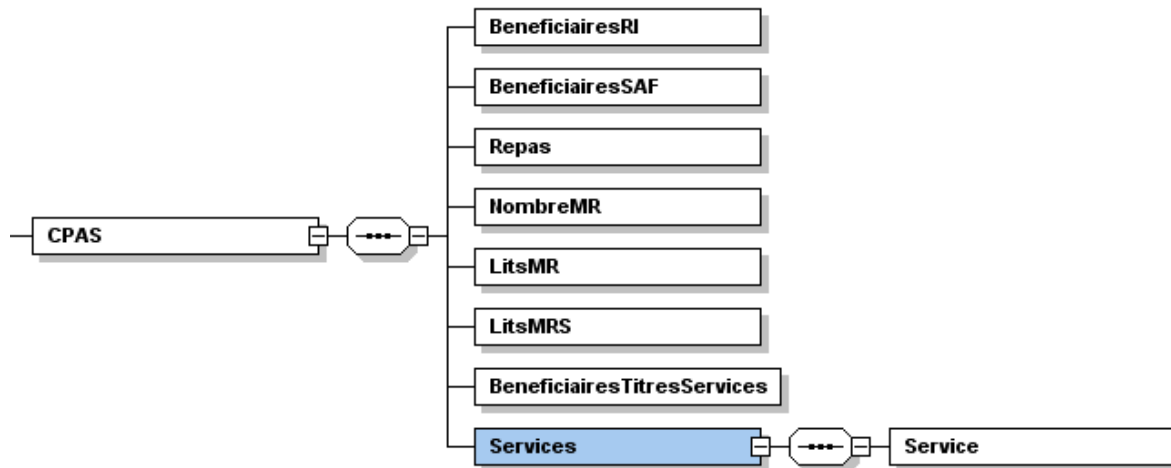 BeneficiairesRI
BeneficiairesSAF
Repas
NombreMR
CPAS
LitsMR
LitsMRS
BeneficiairesTitresServices
Services
Service